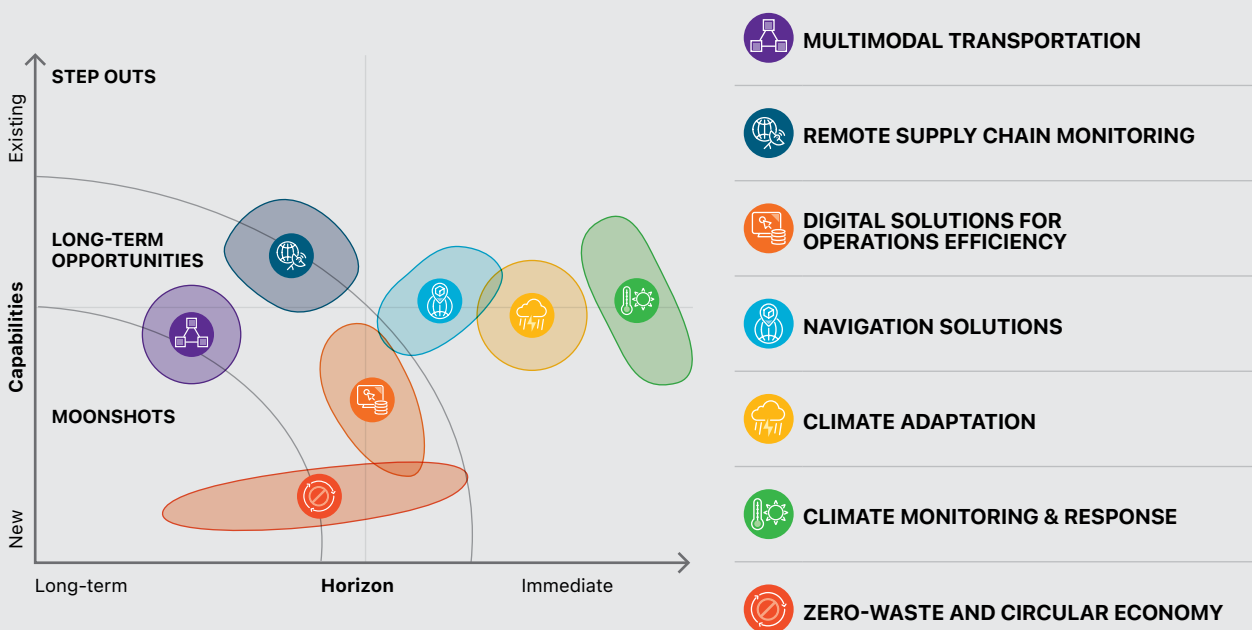 STEP OUTS
Existing
LONG-TERM
OPPORTUNITIES
Capabilities
MOONSHOTS
New
Long-term
Horizon
Immediate
MULTIMODAL TRANSPORTATION
REMOTE SUPPLY CHAIN MONITORING
DIGITAL SOLUTIONS FOR
OPERATIONS EFFICIENCY
NAVIGATION SOLUTIONS
CLIMATE ADAPTATION
CLIMATE MONITORING & RESPONSE
ZERO-WASTE AND CIRCULAR ECONOMY